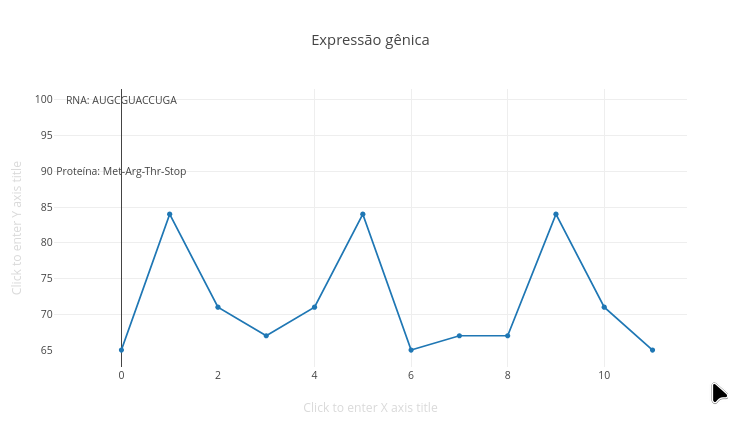 Expressão gênica
100
RNA: AUGCGUACCUGA
95
90
Proteína: Met-Arg-Thr-Stop
85
80
75
70
65
Click to enter Y axis title
0 2 4 6 8 10
Click to enter X axis title